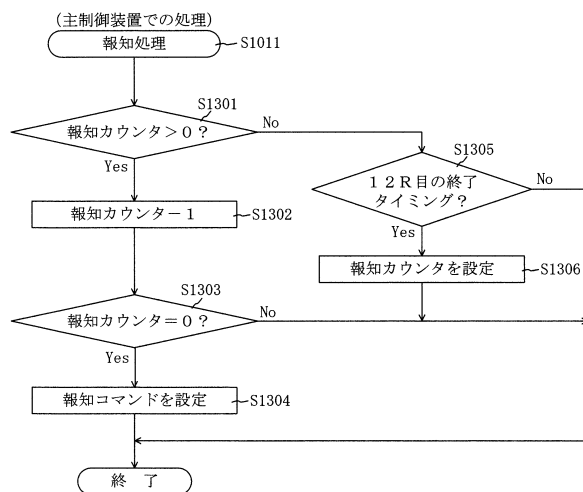 (主制御装置での処理)
報知処理
S1011
S1301
報知カウンタ>0?
No
Yes
S1305
12R目の終了
タイミング?
No
Yes
報知カウンタ-1
S1302
報知カウンタを設定
S1306
S1303
報知カウンタ=0?
No
Yes
報知コマンドを設定
S1304
終 了